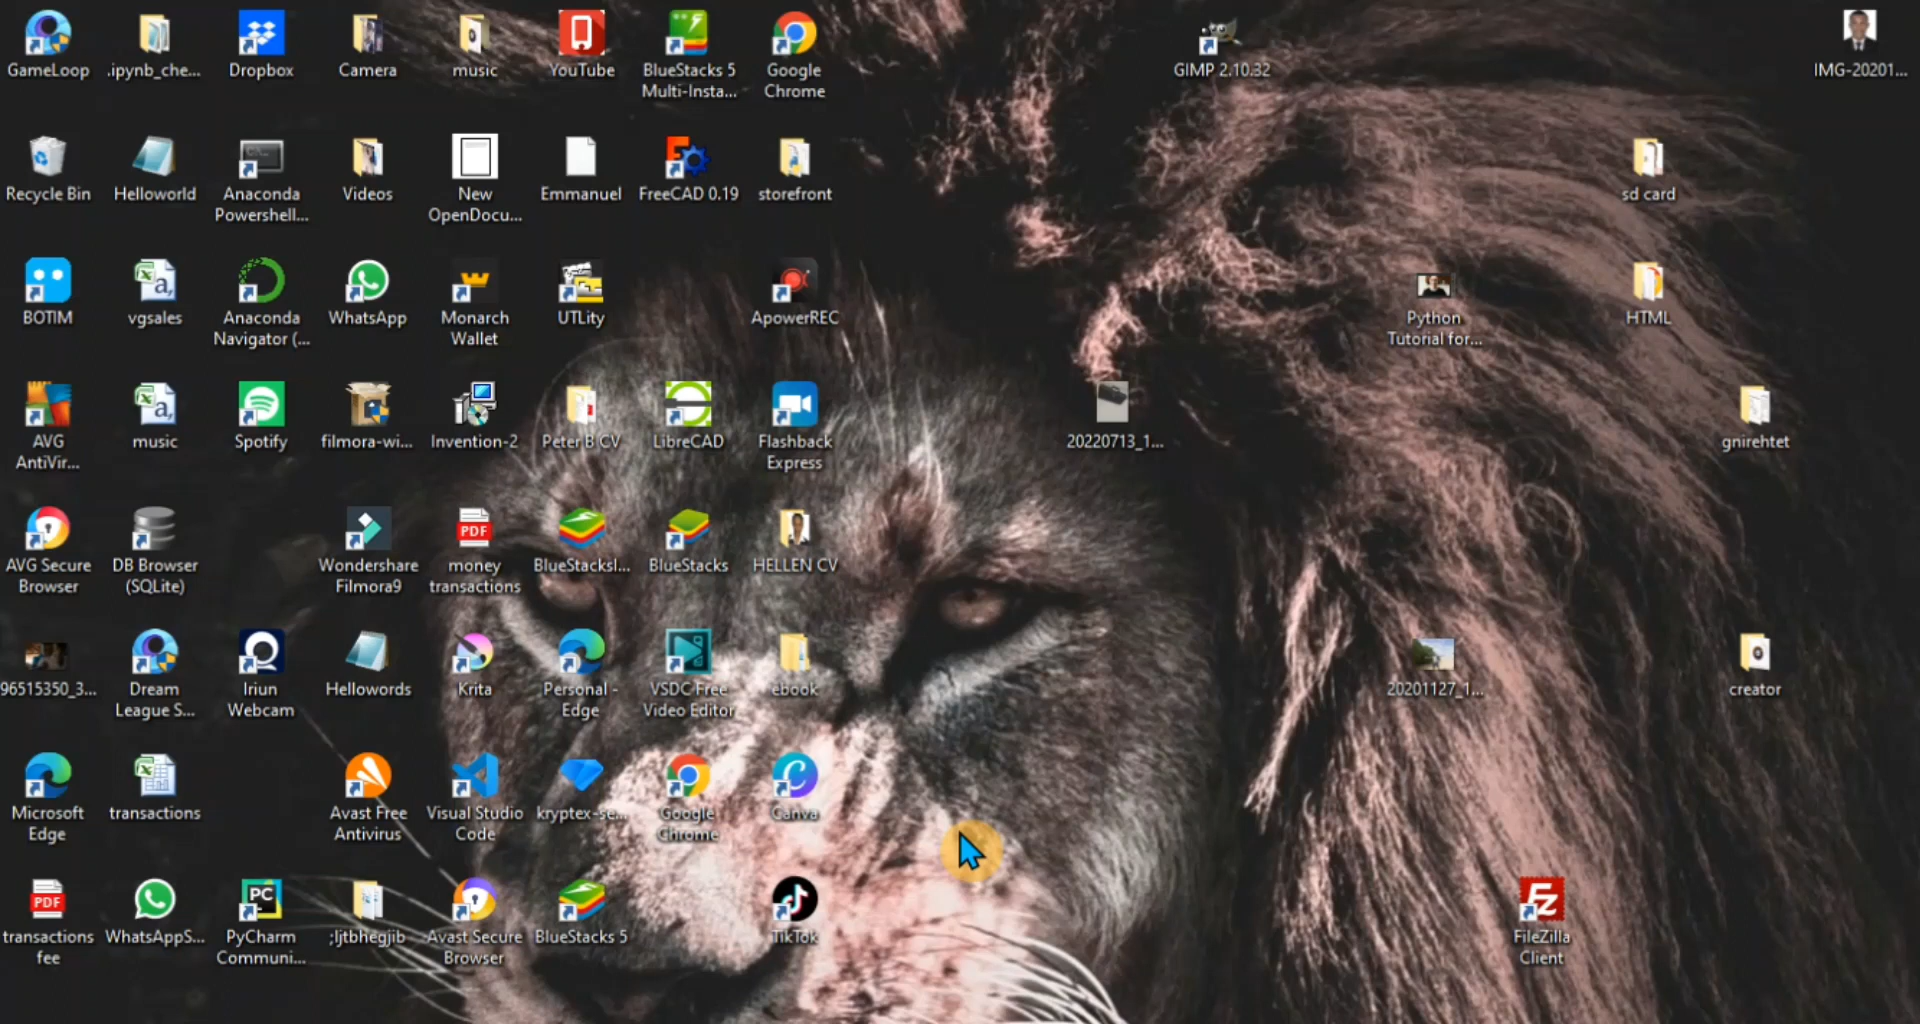 GameLoop
.ipynb_che...
Dropbox
Camera
music
YouTube
BlueStacks 5
Multi-Insta...
Google
Chrome
GIMP 2.10.32
IMG-20201...
Recycle Bin
Helloworld
Anaconda
Powershell...
Videos
New
OpenDocu...
Emmanuel
FreeCAD 0.19
storefront
sd card
BOTIM
vgsales
Anaconda
Navigator (...
WhatsApp
Monarch
Wallet
UTLity
ApowerREC
Python
Tutorial for...
HTML
AVG
AntiVir...
music
Spotify
filmora-wi...
Invention-2
Peter B CV
LibreCAD
Flashback
Express
20220713_1...
gnirehtet
AVG Secure
Browser
DB Browser
(SQLite)
Wondershare
Filmora9
PDF
money
transactions
BlueStacksI...
BlueStacks
HELLEN CV
96515350_3...
Dream
League S...
Iriun
Webcam
Hellowords
Krita
Personal -
Edge
VSDC Free
Video Editor
ebook
20201127_1...
creator
Microsoft
Edge
transactions
Avast Free
Antivirus
Visual Studio
Code
kryptex-se...
Google
Chrome
Canva
PDF
transactions
fee
WhatsAppS...
PC
PyCharm
Communi...
;ljtbhegjib
Avast Secure
Browser
BlueStacks 5
TikTok
FZ
FileZilla
Client